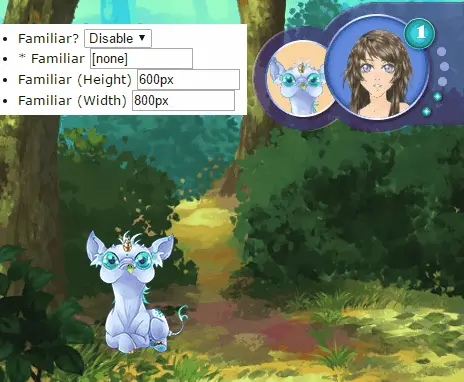 Familiar? Disable
* Familiar [none]
Familiar (Height) 600px
Familiar (Width) 800px
1